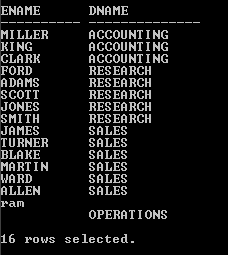 ENAME DNAME
---------- --------------
MILLER ACCOUNTING
KING ACCOUNTING
CLARK ACCOUNTING
FORD RESEARCH
ADAMS RESEARCH
SCOTT RESEARCH
JONES RESEARCH
SMITH RESEARCH
JAMES SALES
TURNER SALES
BLAKE SALES
MARTIN SALES
WARD SALES
ALLEN SALES
ram
OPERATIONS
16 rows selected.